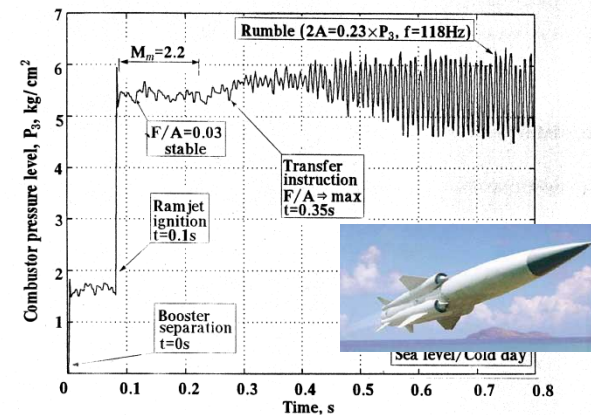 7
6
5
4
3
2
1
0
Combustor pressure level, P₃, kg/cm²
Rumble (2A=0.23×P₃, f=118Hz)
Mₘ=2.2
F/A=0.03
stable
Transfer
instruction
F/A⇒max
t=0.35s
Ramjet
ignition
t=0.1s
Booster
separation
t=0s
Sea level/Cold day
0 0.1 0.2 0.3 0.4 0.5 0.6 0.7 0.8
Time, s